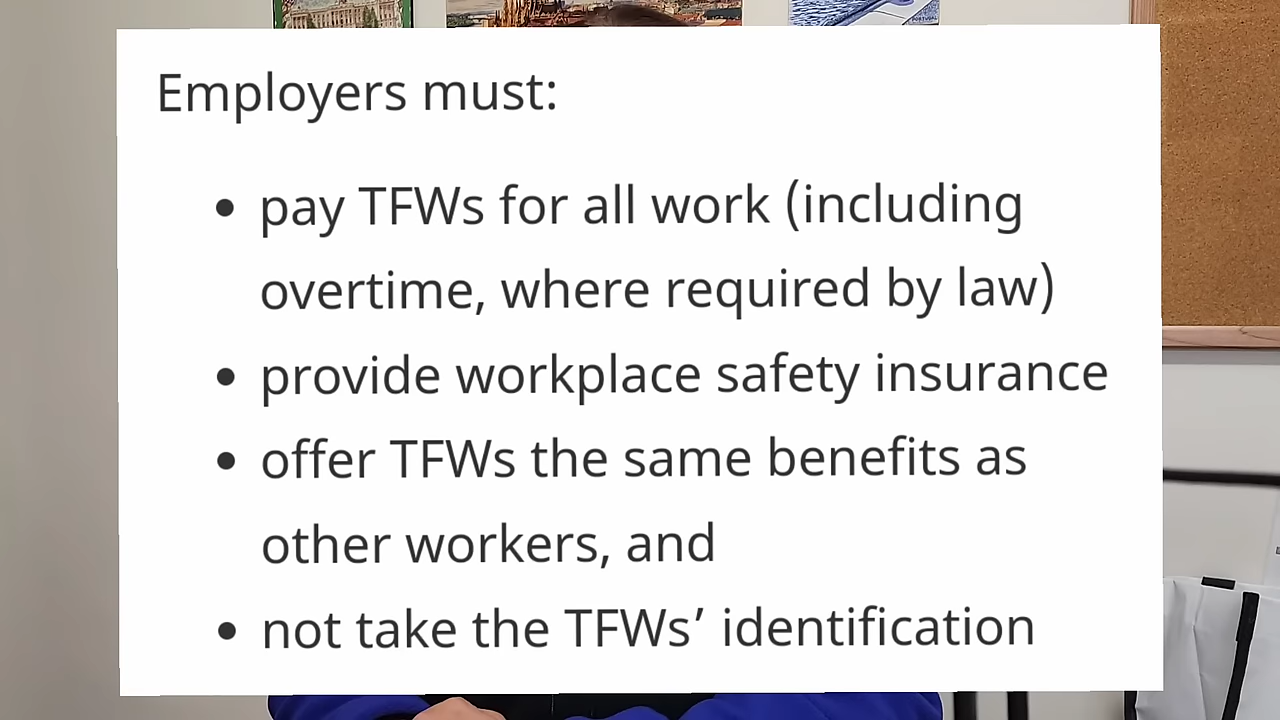 PORTUGAL
Employers must:
• pay TFWs for all work (including
overtime, where required by law)
• provide workplace safety insurance
• offer TFWs the same benefits as
other workers, and
• not take the TFWs’ identification